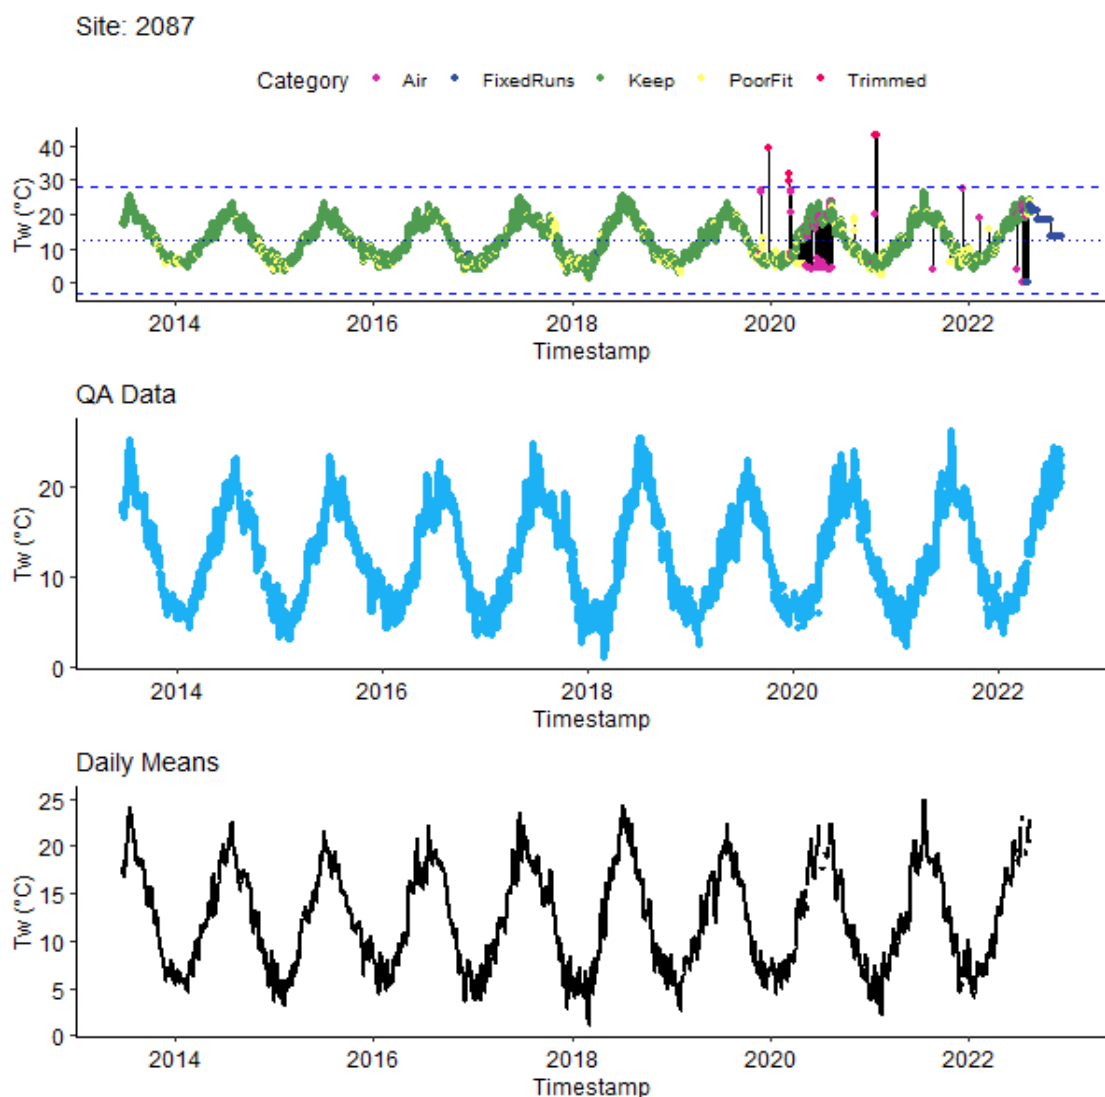 Site: 2087
Category Air FixedRuns Keep PoorFit Trimmed
40
30
20
10
0
Tw (°C)
2014 2016 2018 2020 2022
Timestamp
QA Data
20
10
0
Tw (°C)
2014 2016 2018 2020 2022
Timestamp
Daily Means
25
20
15
10
5
0
Tw (°C)
2014 2016 2018 2020 2022
Timestamp